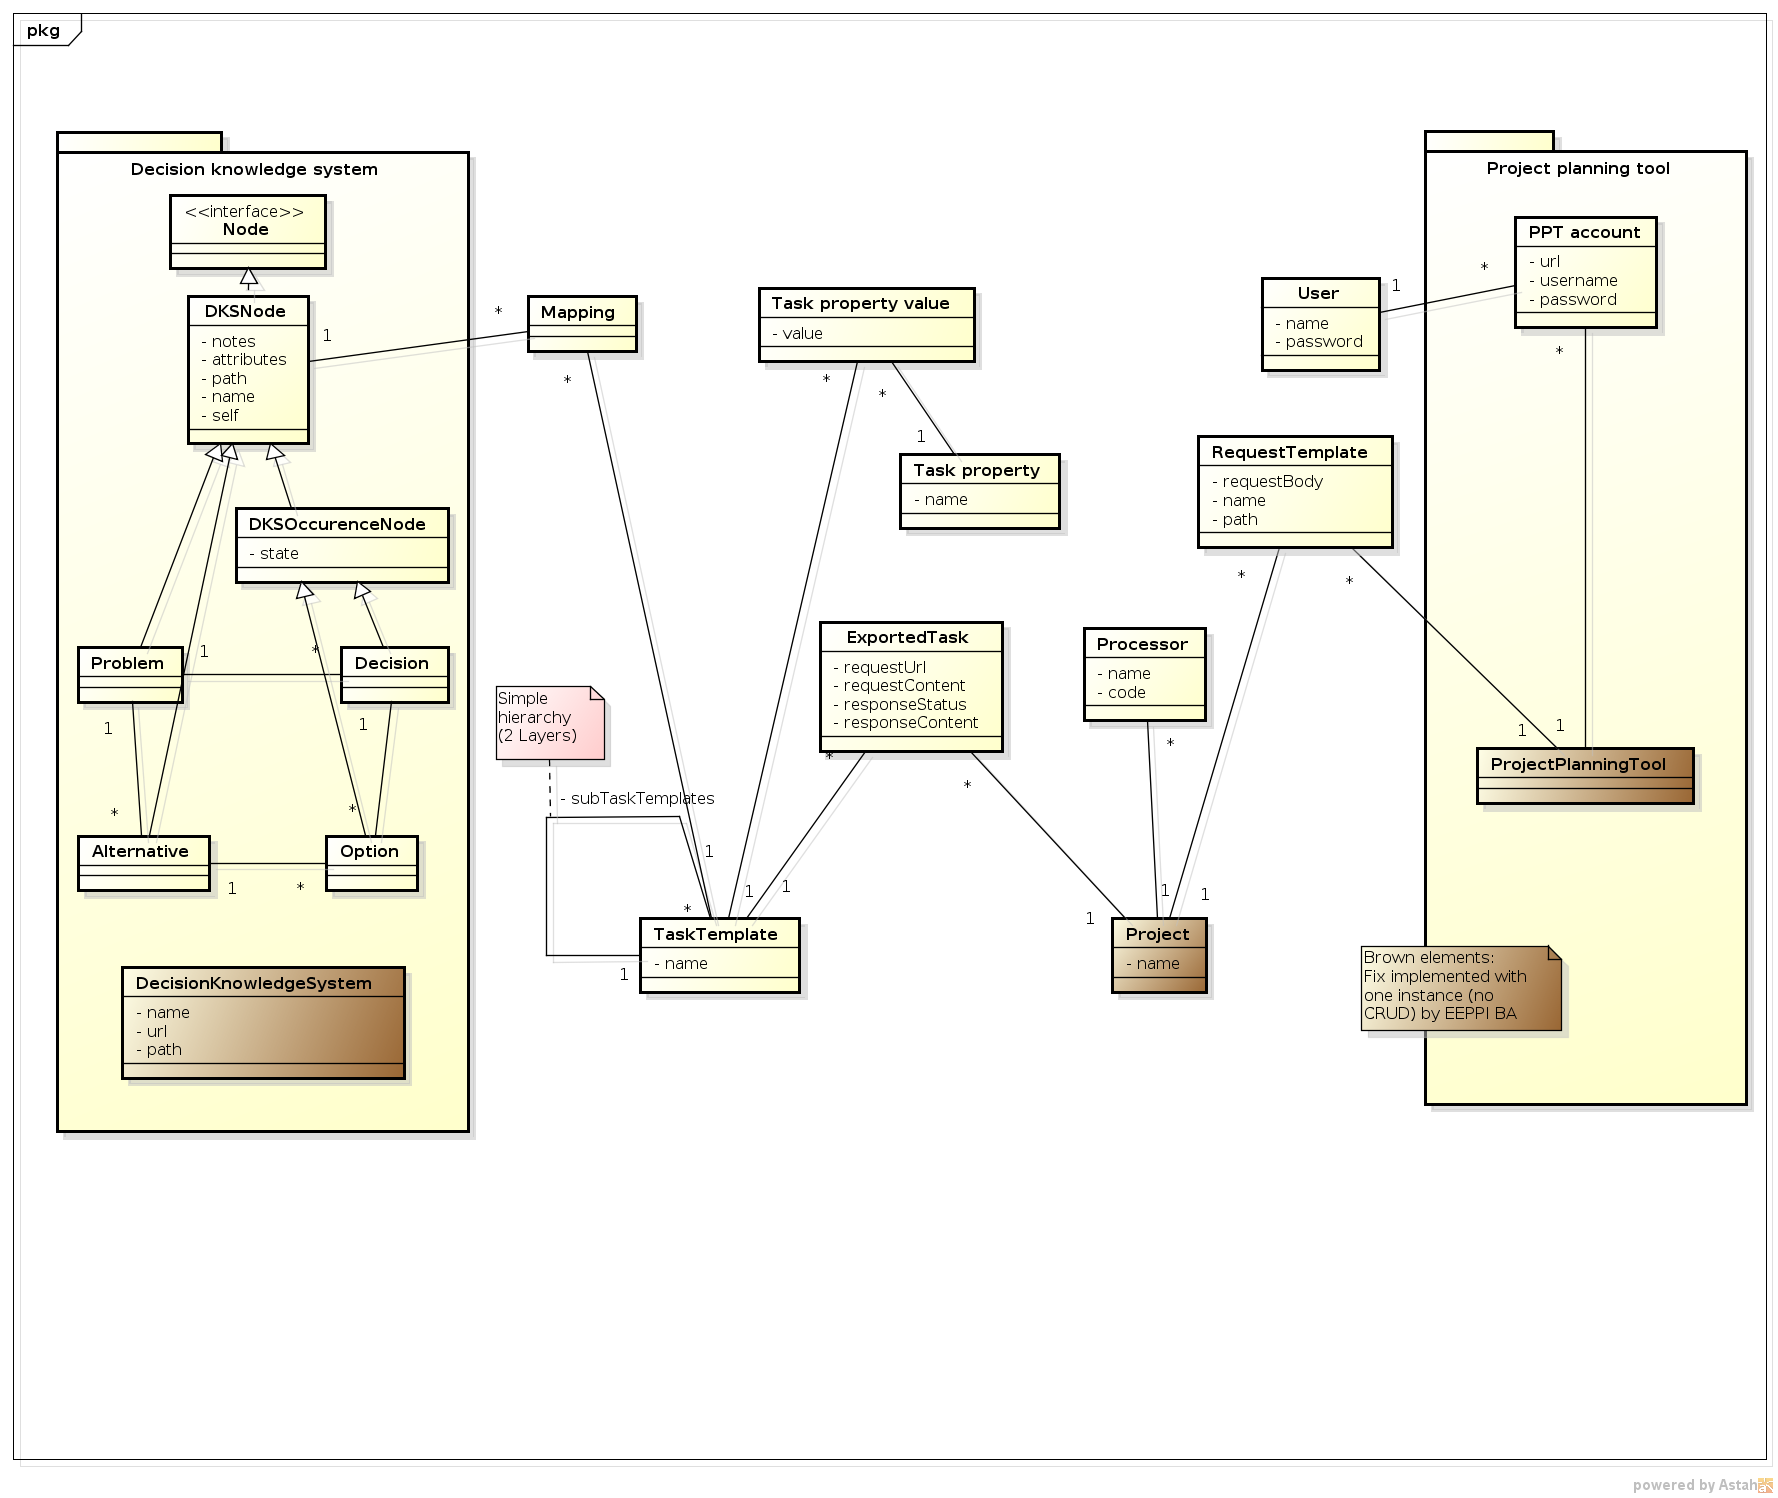 pkg
Decision knowledge system
<<interface>>
Node
DKSNode
- notes
- attributes
- path
- name
- self
1
*
DKSOccurenceNode
- state
Problem
1
*
Decision
1
*
1
*
Alternative
1
*
Option
DecisionKnowledgeSystem
- name
- url
- path
Mapping
*
Simple
hierarchy
(2 Layers)
- subTaskTemplates
1
*
1
TaskTemplate
- name
Task property value
- value
*
*
1
Task property
- name
1
1
ExportedTask
- requestUrl
- requestContent
- responseStatus
- responseContent
*
*
Processor
- name
- code
*
1
1
1
Project
- name
User
- name
- password
1
*
RequestTemplate
- requestBody
- name
- path
*
*
Project planning tool
PPT account
- url
- username
- password
*
1
1
ProjectPlanningTool
Brown elements:
Fix implemented with
one instance (no
CRUD) by EEPPI BA
powered by Astah